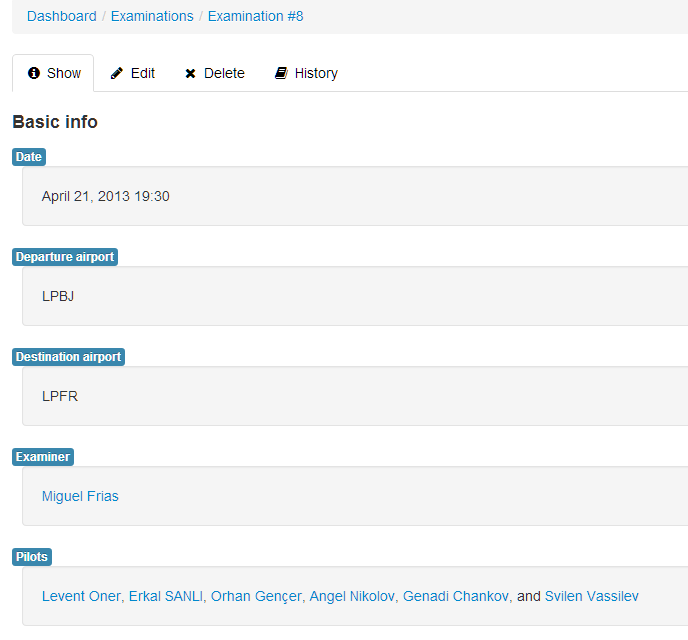 Dashboard / Examinations / Examination #8
Show Edit Delete History
Basic info
Date
April 21, 2013 19:30
Departure airport
LPBJ
Destination airport
LPFR
Examiner
Miguel Frias
Pilots
Levent Oner, Erkal SANLI, Orhan Gençer, Angel Nikolov, Genadi Chankov, and Svilen Vassilev